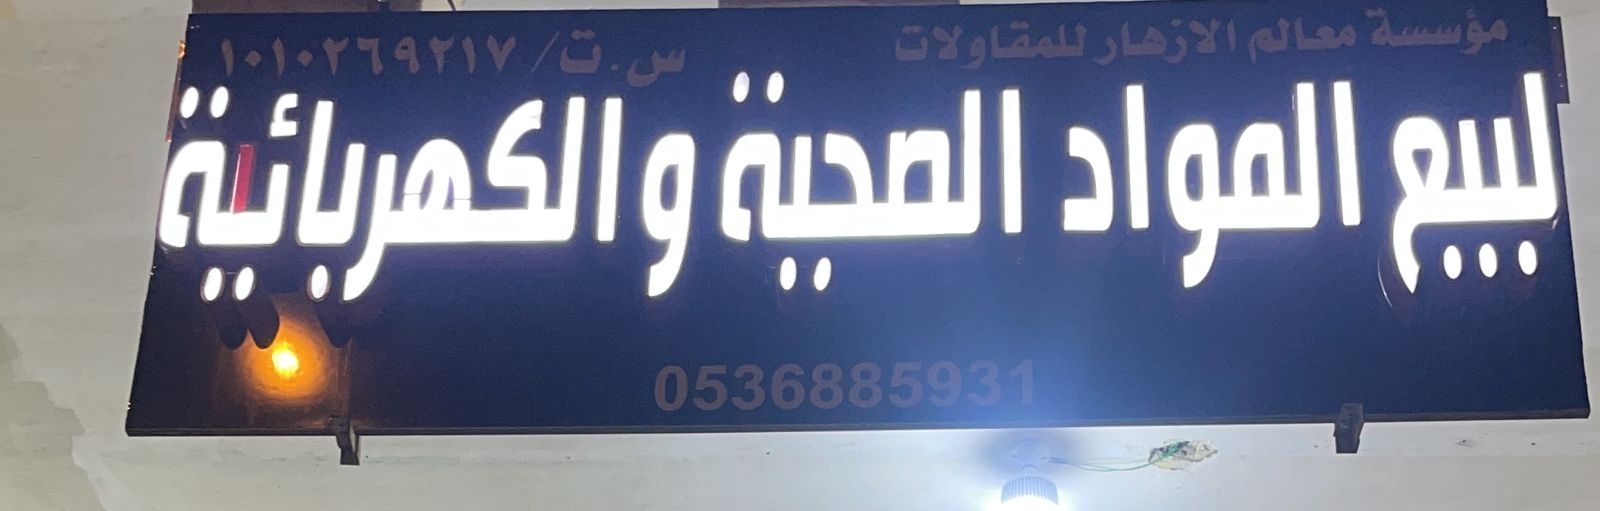 مؤسسة معالم الازهار للمقاولات س.ت/ ١٠١٠٢٦٩٢١٧
لبيع المواد الصحية والكهربائية
0536885931